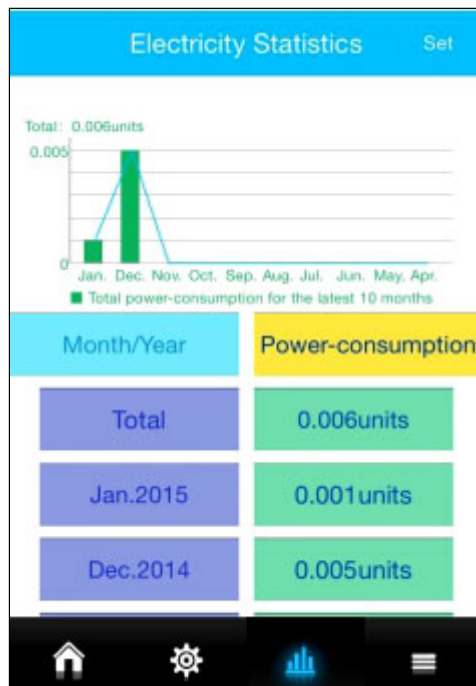 Electricity Statistics Set
Total: 0.006units
0.005
0
Jan. Dec. Nov. Oct. Sep. Aug. Jul. Jun. May. Apr.
Total power-consumption for the latest 10 months
Month/Year Power-consumption
Total 0.006units
Jan.2015 0.001units
Dec.2014 0.005units